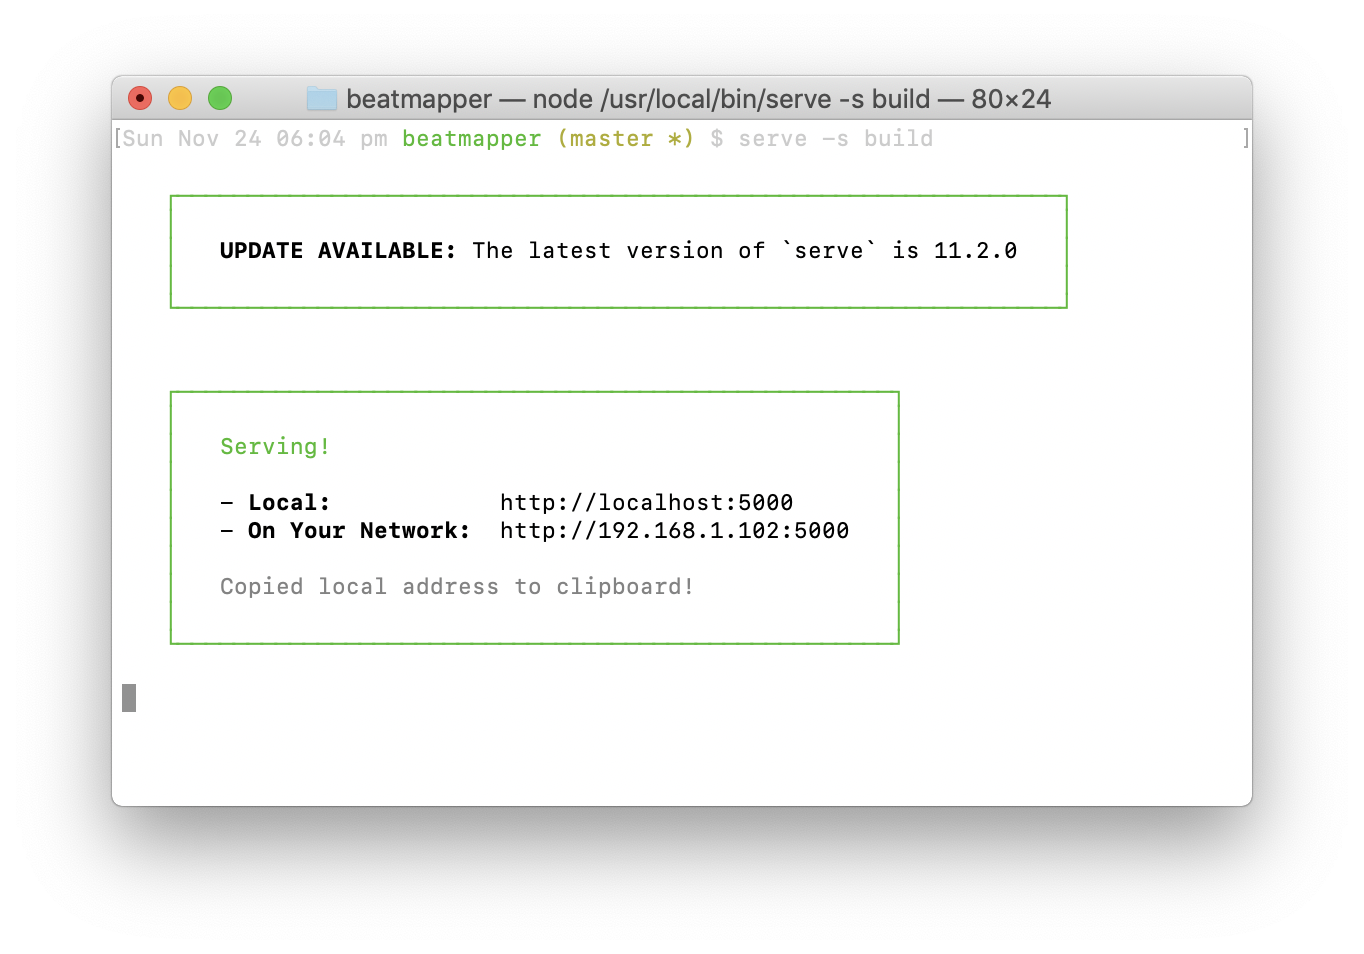 beatmapper — node /usr/local/bin/serve -s build — 80×24
[Sun Nov 24 06:04 pm beatmapper (master *) $ serve -s build ]
UPDATE AVAILABLE: The latest version of `serve` is 11.2.0
Serving!
- Local: http://localhost:5000
- On Your Network: http://192.168.1.102:5000
Copied local address to clipboard!